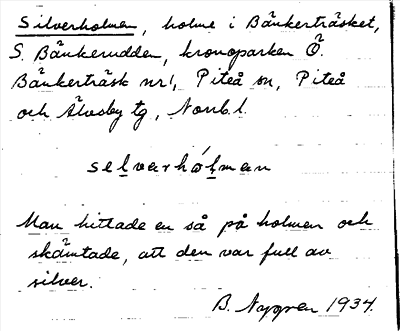 Silverholmen, holme i Bänkerträsket,
S. Bänkerudden, kronoparken Ö.
Bänkerträsk nr 1, Piteå sn, Piteå
och Älvsby tg, Norrb. l.
selvarhólman
Man hittade en så på holmen och
skämtade, att den var full av
silver.
B. Nygren 1934.